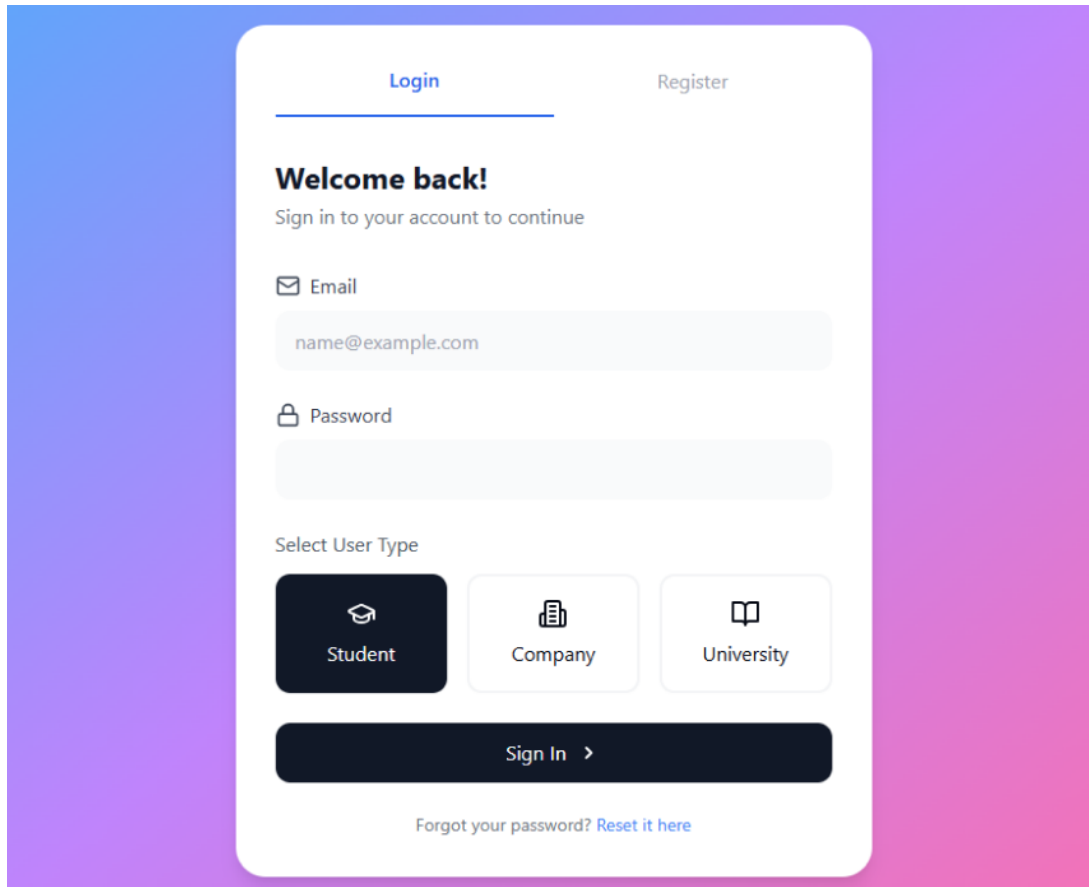 Login Register
Welcome back!
Sign in to your account to continue
Email
name@example.com
Password
Select User Type
Student Company University
Sign In
Forgot your password? Reset it here